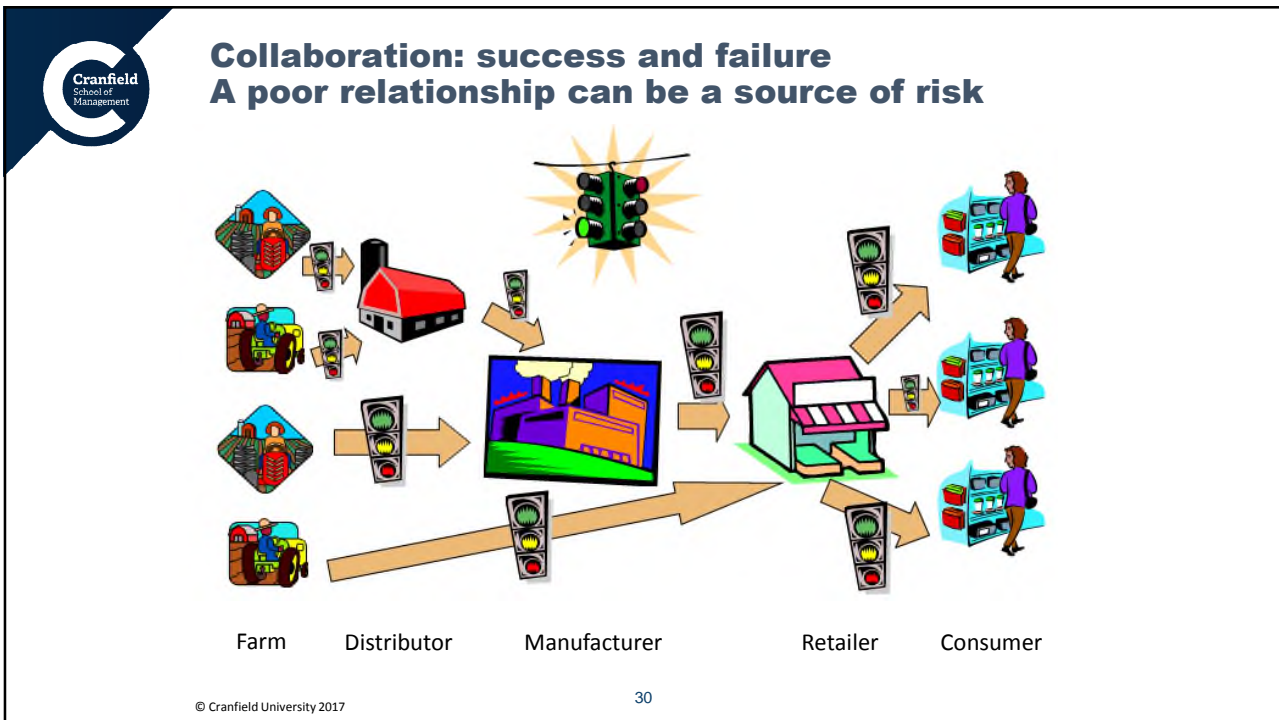 Cranfield
School of
Management
Collaboration: success and failure
A poor relationship can be a source of risk
Farm Distributor Manufacturer Retailer Consumer
© Cranfield University 2017
30